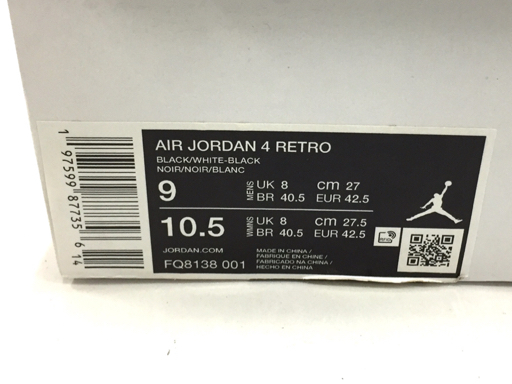 AIR JORDAN 4 RETRO
BLACK/WHITE-BLACK
NOIR/NOIR/BLANC
9 MENS UK 8 cm 27
BR 40.5 EUR 42.5
10.5 WMNS UK 8 cm 27.5
BR 40.5 EUR 42.5
JORDAN.COM
FQ8138 001
MADE IN CHINA /
FABRIQUE EN CHINE /
FABRICADO NA CHINA /
HECHO EN CHINA
1 97599 87735 6 14